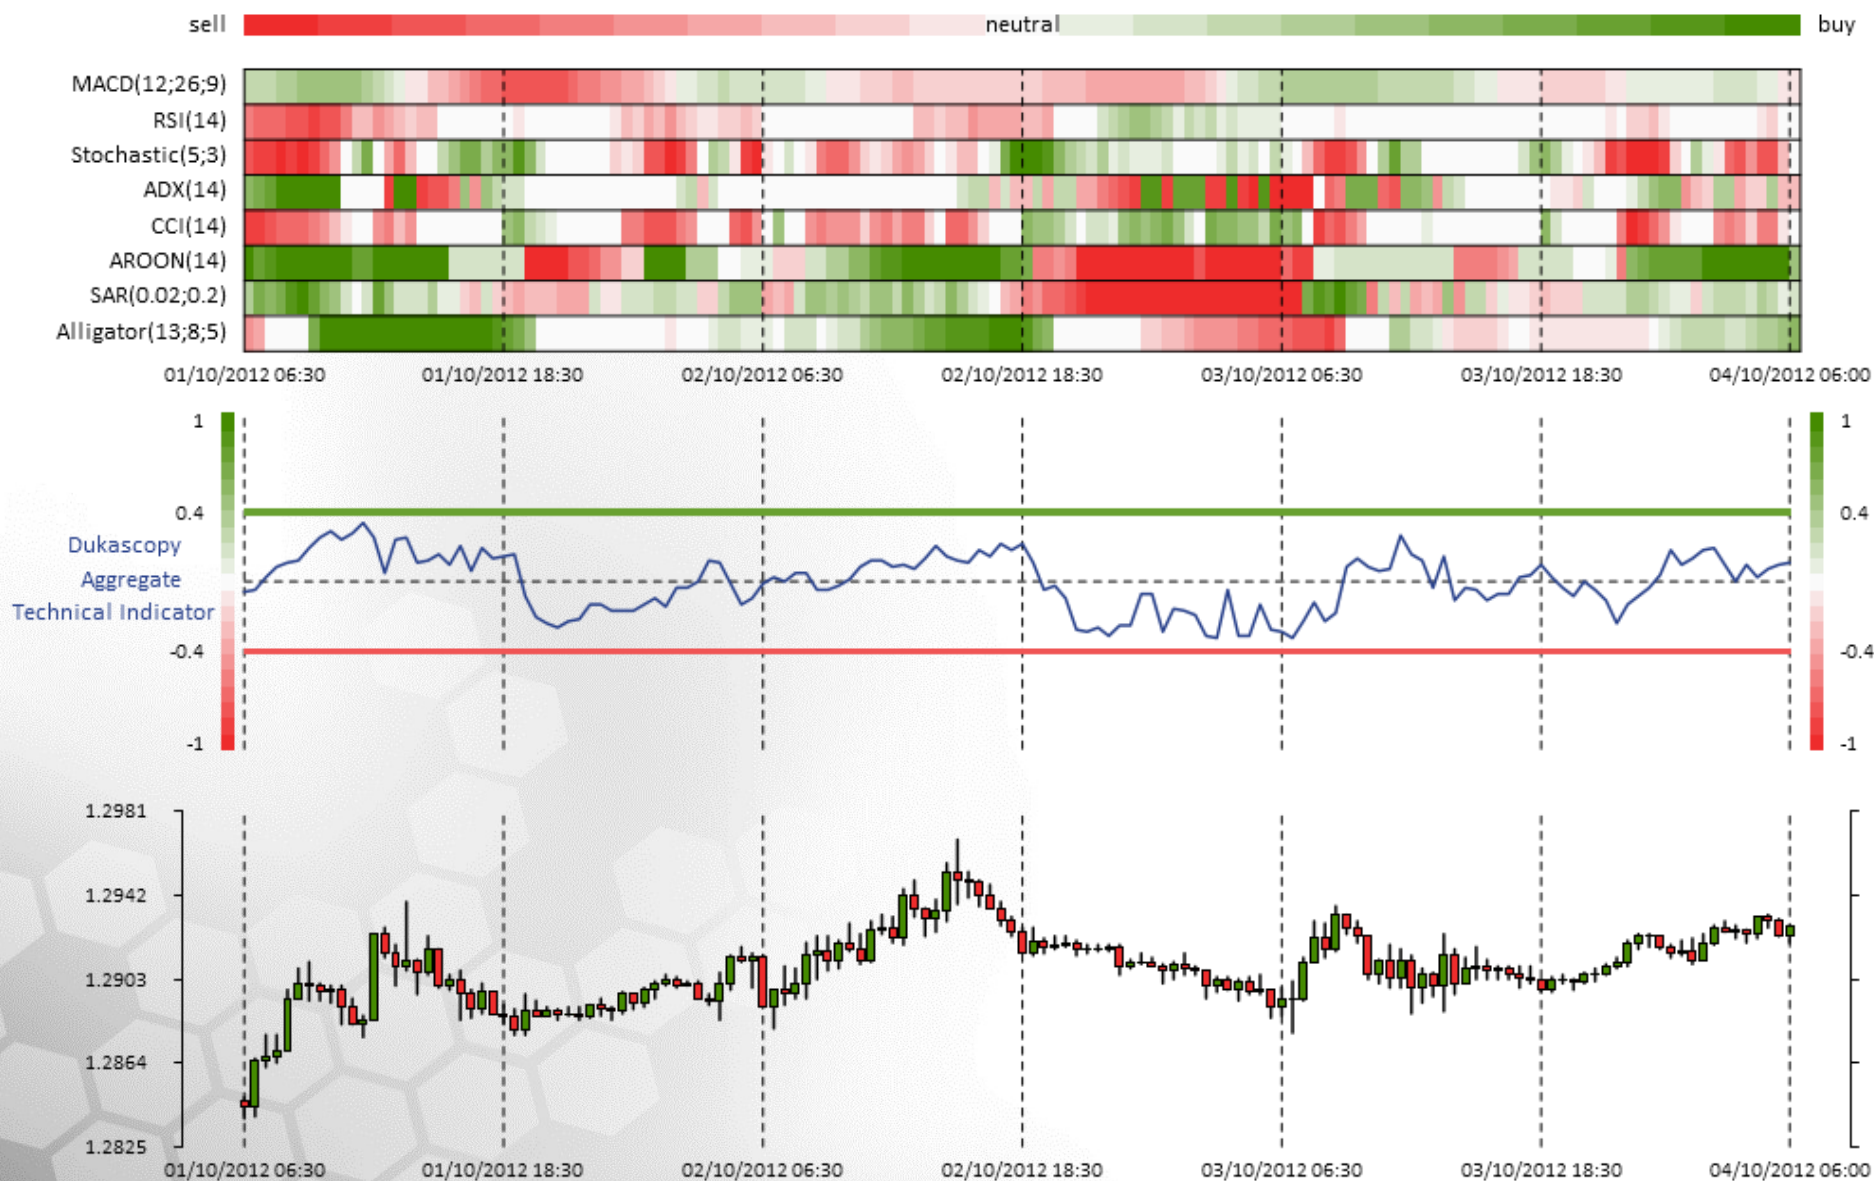 sell neutral buy
MACD(12;26;9)
RSI(14)
Stochastic(5;3)
ADX(14)
CCI(14)
AROON(14)
SAR(0.02;0.2)
Alligator(13;8;5)
01/10/2012 06:30 01/10/2012 18:30 02/10/2012 06:30 02/10/2012 18:30 03/10/2012 06:30 03/10/2012 18:30 04/10/2012 06:00
1 1
0.4 0.4
Dukascopy
Aggregate
Technical Indicator
-0.4 -0.4
-1 -1
1.2981
1.2942
1.2903
1.2864
1.2825
01/10/2012 06:30 01/10/2012 18:30 02/10/2012 06:30 02/10/2012 18:30 03/10/2012 06:30 03/10/2012 18:30 04/10/2012 06:00